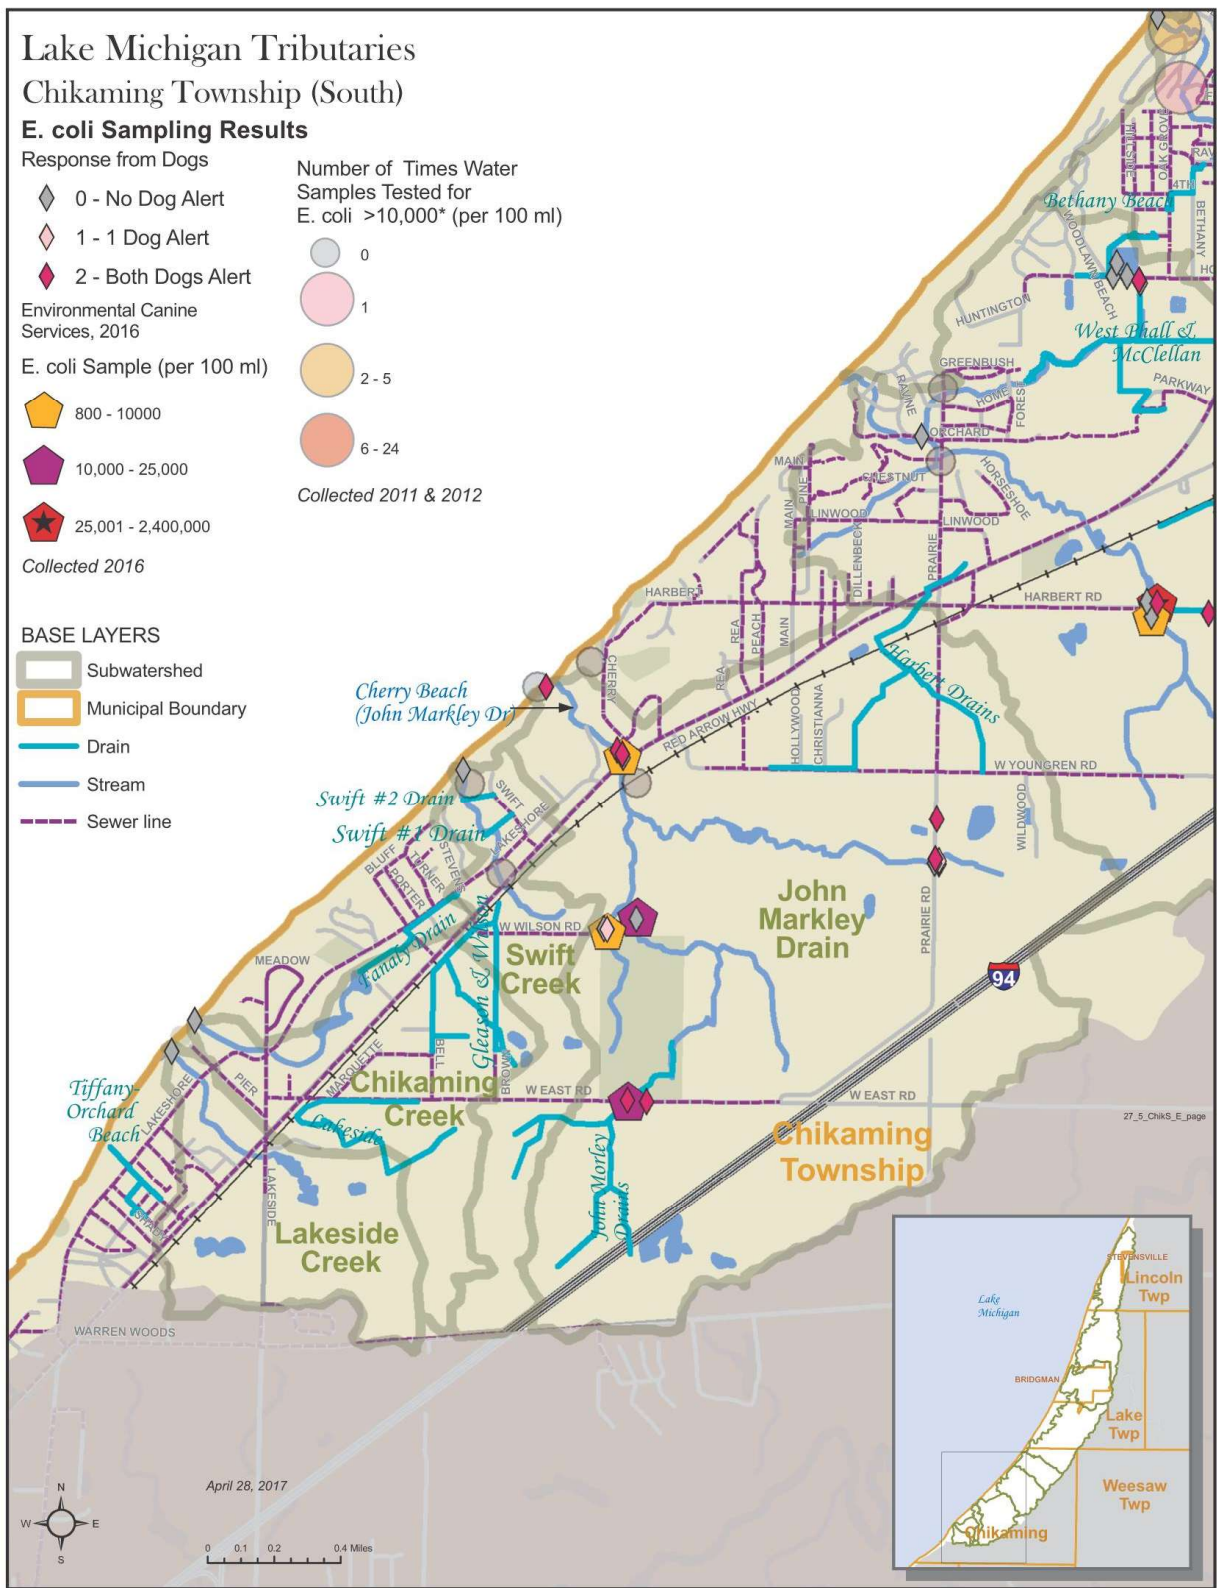 Lake Michigan Tributaries
Chikaming Township (South)
E. coli Sampling Results
Response from Dogs
0 - No Dog Alert
1 - 1 Dog Alert
2 - Both Dogs Alert
Environmental Canine
Services, 2016
E. coli Sample (per 100 ml)
800 - 10000
10,000 - 25,000
25,001 - 2,400,000
Collected 2016
Number of Times Water
Samples Tested for
E. coli >10,000* (per 100 ml)
0
1
2 - 5
6 - 24
Collected 2011 & 2012
BASE LAYERS
Subwatershed
Municipal Boundary
Drain
Stream
Sewer line
HILLSIDE
OAK GROVE
RAV
4TH
BETHANY
Bethany Beach
WOODLAWN BEACH
HUNTINGTON
West Phall &
McClellan
GREENBUSH
PARKWAY
RAVINE
HOME
FOREST
ORCHARD
MAIN
PINE
CHESTNUT
HORSESHOE
MAIN
LINWOOD
LINWOOD
DILLENBECK
PRAIRIE
HARBERT
HARBERT RD
REA
PEACH
MAIN
Harbert Drains
CHERRY
REA
Cherry Beach
(John Markley Dr)
HOLLYWOOD
CHRISTIANNA
RED ARROW HWY
W YOUNGREN RD
Swift #2 Drain
SWIFT
WILDWOOD
Swift #1 Drain
LAKESHORE
BLUFF
TURNER
STEVENS
PORTER
John
Markley
Drain
PRAIRIE RD
W WILSON RD
Fanaty Drain
Gleason & Wilson
Swift
Creek
MEADOW
94
MARQUETTE
BELL
BROWN
PIER
Chikaming
Creek
W EAST RD
W EAST RD
Tiffany-
Orchard
Beach
LAKESHORE
Lakeside
27_5_ChikS_E_page
Chikaming
Township
John Morley
Drains
LAKESIDE
Lakeside
Creek
WARREN WOODS
STEVENSVILLE
Lincoln
Twp
Lake
Michigan
BRIDGMAN
Lake
Twp
Weesaw
Twp
Chikaming
April 28, 2017
N
W
E
S
0
0.1
0.2
0.4 Miles